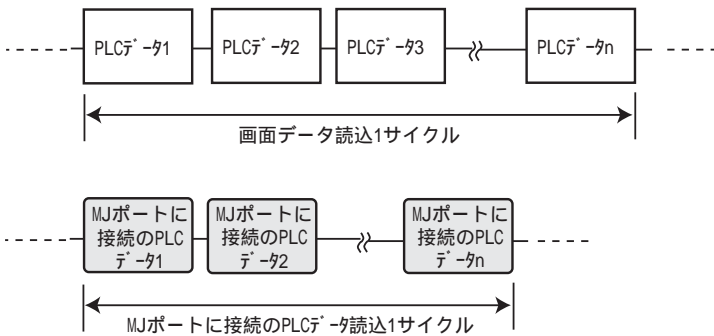 PLCﾃﾞｰﾀ1
PLCﾃﾞｰﾀ2
PLCﾃﾞｰﾀ3
PLCﾃﾞｰﾀn
画面データ読込1サイクル
MJポートに
接続のPLC
ﾃﾞｰﾀ1
MJポートに
接続のPLC
ﾃﾞｰﾀ2
MJポートに
接続のPLC
ﾃﾞｰﾀn
MJポートに接続のPLCﾃﾞｰﾀ読込1サイクル